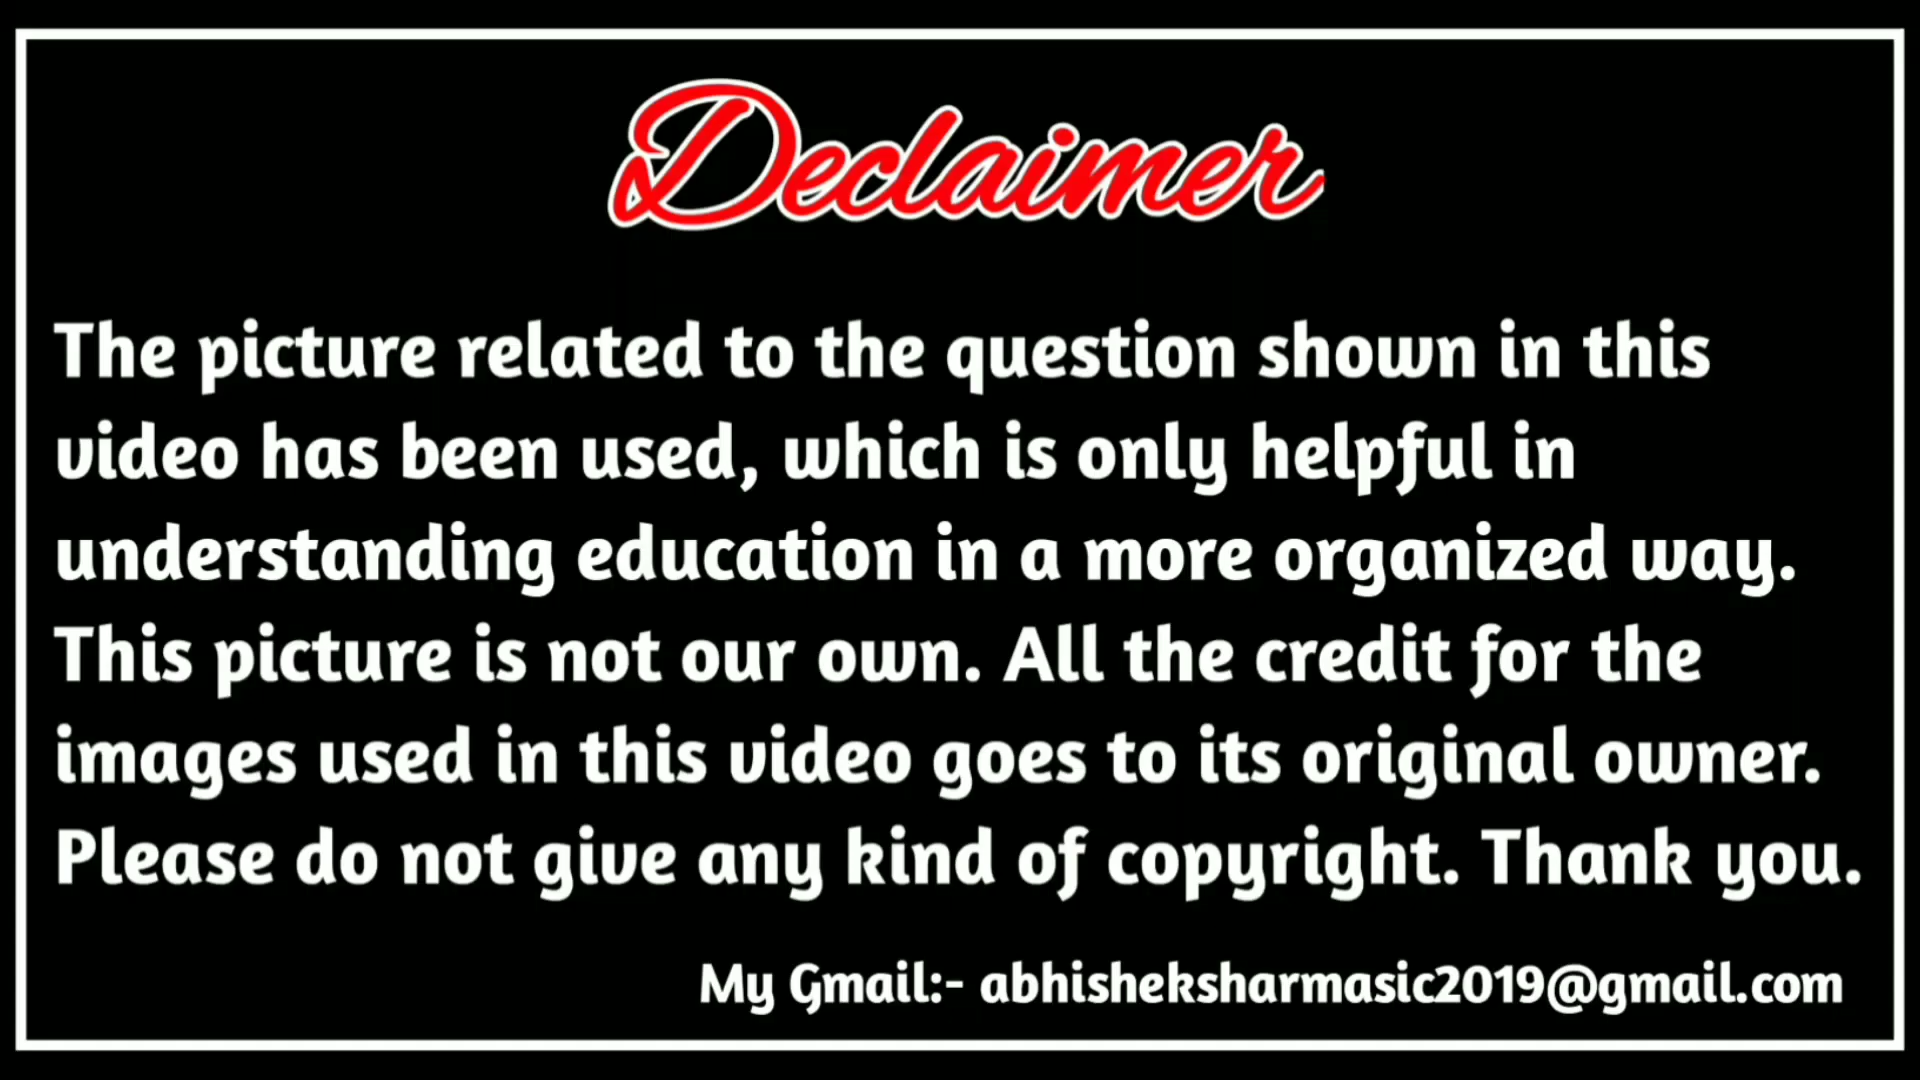 Declaimer
The picture related to the question shown in this
video has been used, which is only helpful in
understanding education in a more organized way.
This picture is not our own. All the credit for the
images used in this video goes to its original owner.
Please do not give any kind of copyright. Thank you.
My Gmail:- abhisheksharmasic2019@gmail.com